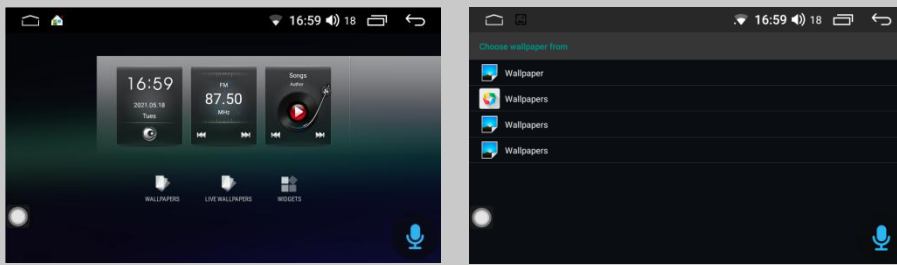 16:59 18
16:59
2021.05.18
Tues
FM
87.50
MHz
Songs
Author
WALLPAPERS
LIVE WALLPAPERS
WIDGETS
16:59 18
Choose wallpaper from
Wallpaper
Wallpapers
Wallpapers
Wallpapers